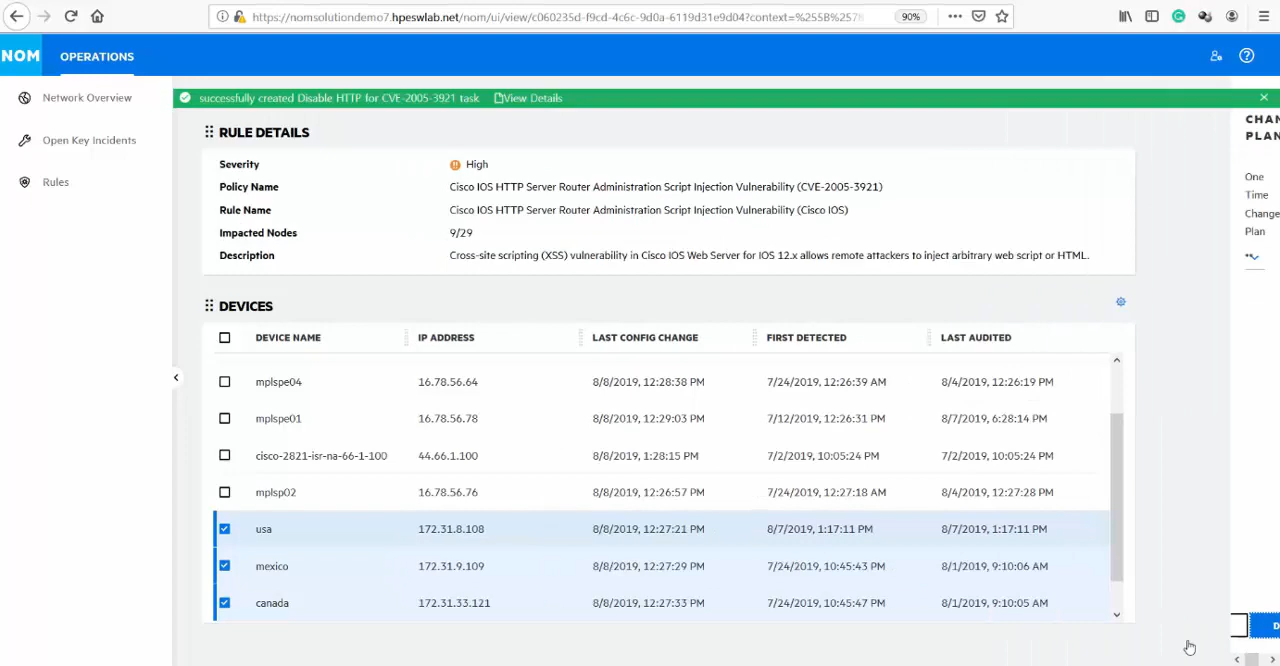 https://nomsolutiondemo7.hpeswlab.net/nom/ui/view/c060235d-f9cd-4c6c-9d0a-6119d31e9d04?context=%255B%257B
90%
NOM OPERATIONS
Network Overview
Open Key Incidents
Rules
successfully created Disable HTTP for CVE-2005-3921 task View Details
RULE DETAILS
Severity High
Policy Name Cisco IOS HTTP Server Router Administration Script Injection Vulnerability (CVE-2005-3921)
Rule Name Cisco IOS HTTP Server Router Administration Script Injection Vulnerability (Cisco IOS)
Impacted Nodes 9/29
Description Cross-site scripting (XSS) vulnerability in Cisco IOS Web Server for IOS 12.x allows remote attackers to inject arbitrary web script or HTML.
DEVICES
DEVICE NAME IP ADDRESS LAST CONFIG CHANGE FIRST DETECTED LAST AUDITED
mplspe04 16.78.56.64 8/8/2019, 12:28:38 PM 7/24/2019, 12:26:39 AM 8/4/2019, 12:26:19 PM
mplspe01 16.78.56.78 8/8/2019, 12:29:03 PM 7/12/2019, 12:26:31 PM 8/7/2019, 6:28:14 PM
cisco-2821-isr-na-66-1-100 44.66.1.100 8/8/2019, 1:28:15 PM 7/2/2019, 10:05:24 PM 7/2/2019, 10:05:24 PM
mplsp02 16.78.56.76 8/8/2019, 12:26:57 PM 7/24/2019, 12:27:18 AM 8/4/2019, 12:27:28 PM
usa 172.31.8.108 8/8/2019, 12:27:21 PM 8/7/2019, 1:17:11 PM 8/7/2019, 1:17:11 PM
mexico 172.31.9.109 8/8/2019, 12:27:29 PM 7/24/2019, 10:45:43 PM 8/1/2019, 9:10:06 AM
canada 172.31.33.121 8/8/2019, 12:27:33 PM 7/24/2019, 10:45:47 PM 8/1/2019, 9:10:05 AM
CHAN
PLAN
One
Time
Change
Plan
D